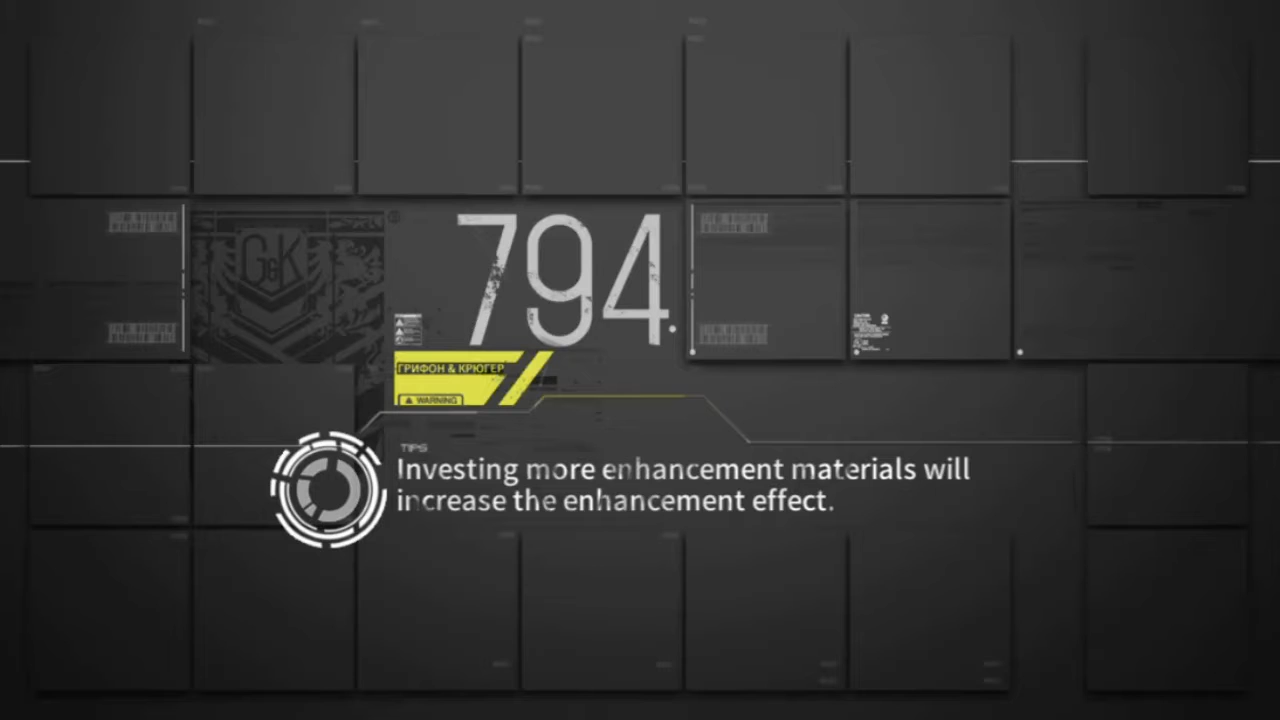 G&K
794.
ГРИФОН & КРЮГЕР
WARNING
TIPS
Investing more enhancement materials will
increase the enhancement effect.